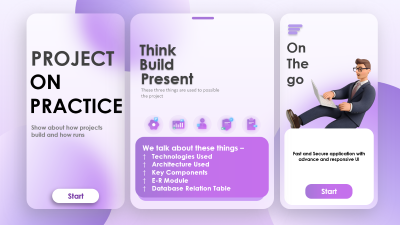 PROJECT
ON
PRACTICE
Show about how projects
build and how runs
Start
Think
Build
Present
These three things are used to possible
the project
We talk about these things –
↑ Technologies Used
↑ Architecture Used
↑ Key Components
↑ E-R Module
↑ Database Relation Table
On
The
go
Fast and Secure application with
advance and responsive UI
Start